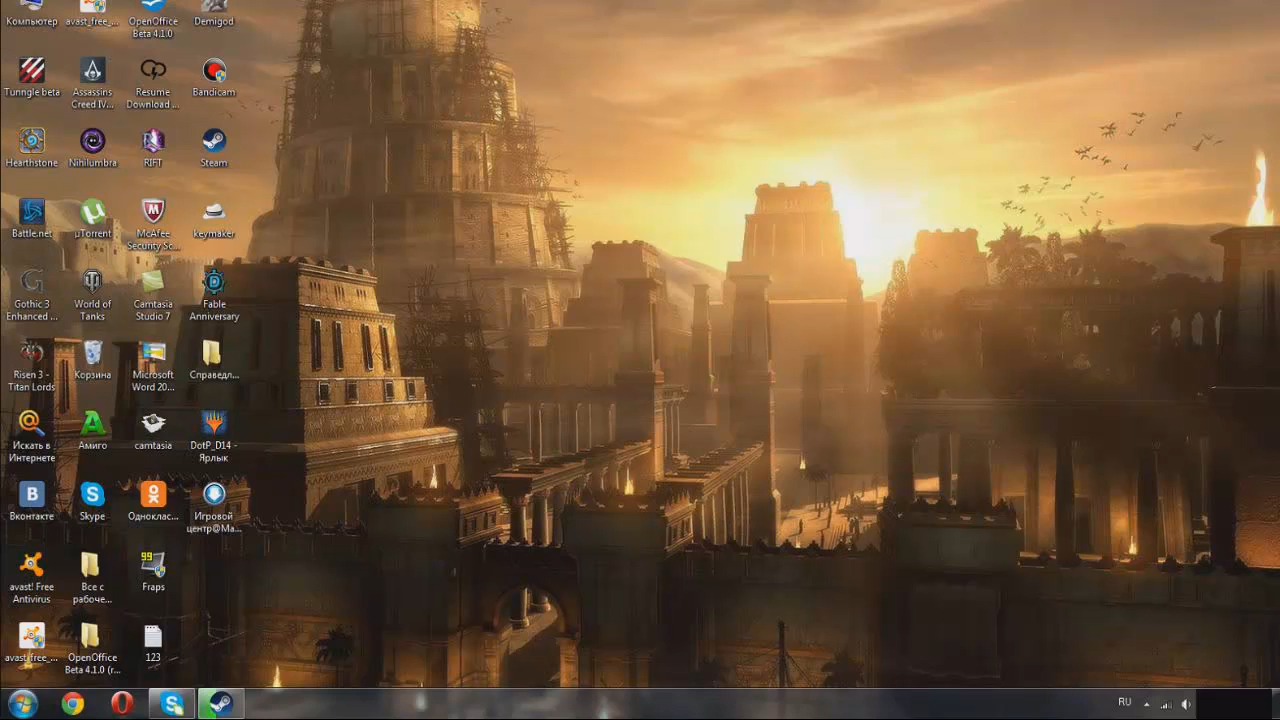 Компьютер
avast_free_...
OpenOffice
Beta 4.1.0
Demigod
Tunngle beta
Assassins
Creed IV...
Resume
Download ...
Bandicam
Hearthstone
Nihilumbra
RIFT
Steam
Battle.net
µTorrent
McAfee
Security Sc...
keymaker
Gothic 3
Enhanced ...
World of
Tanks
Camtasia
Studio 7
Fable
Anniversary
Risen 3 -
Titan Lords
Корзина
Microsoft
Word 20...
Справедл...
Искать в
Интернете
Амиго
camtasia
DotP_D14 -
Ярлык
Вконтакте
Skype
Одноклас...
Игровой
центр@Ma...
avast! Free
Antivirus
Все с
рабоче...
99
Fraps
avast_free_...
OpenOffice
Beta 4.1.0 (r...
123
RU